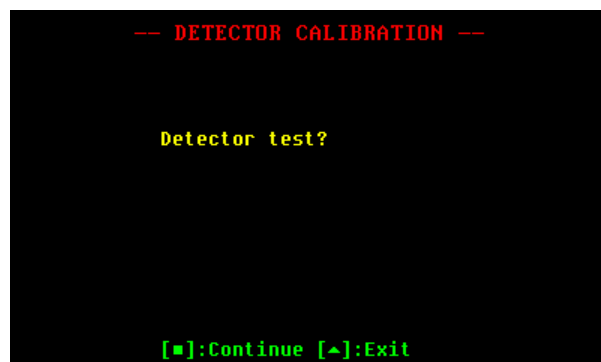 —— DETECTOR CALIBRATION ——
Detector test?
[■]:Continue [▲]:Exit